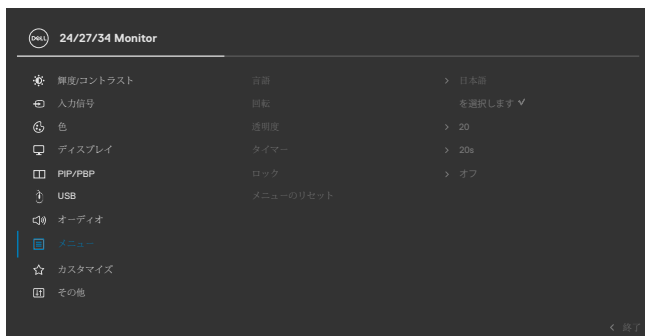 DELL
24/27/34 Monitor
輝度/コントラスト 言語 > 日本語
入力信号 回転 を選択します ✔
色 透明度 > 20
ディスプレイ タイマー > 20s
PIP/PBP ロック > オフ
USB メニューのリセット
オーディオ
メニュー
カスタマイズ
その他
< 終了